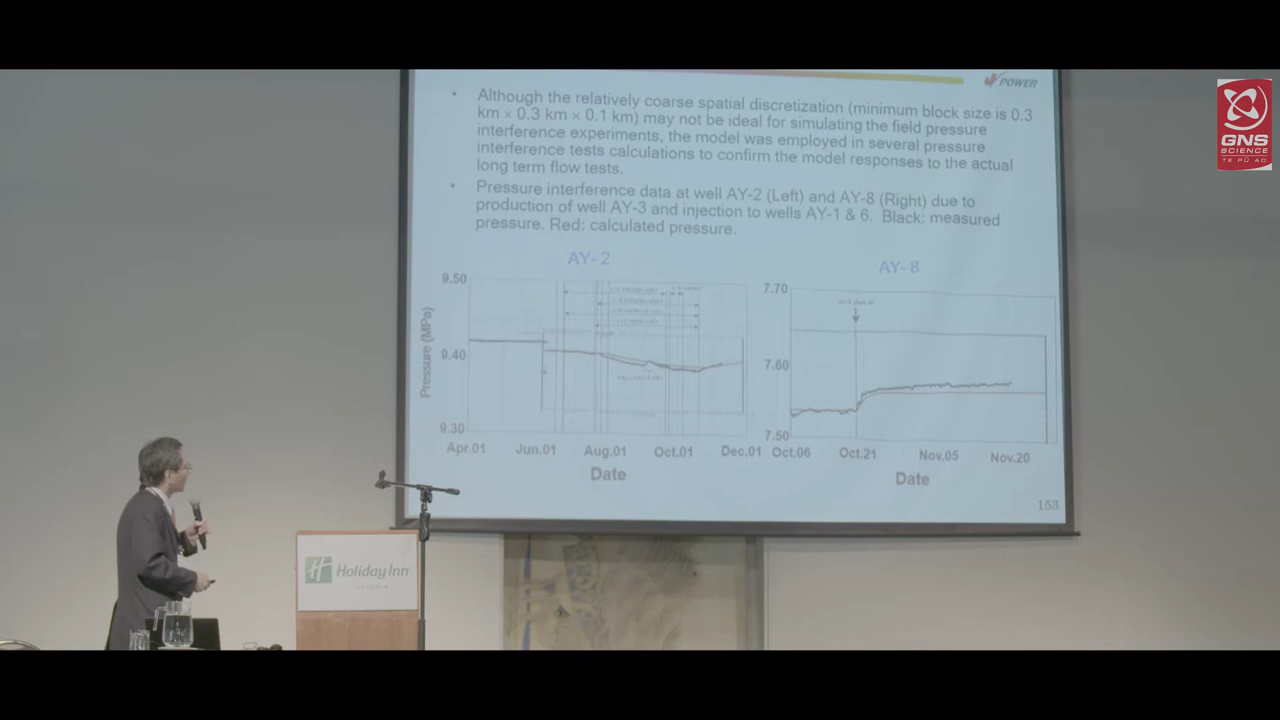 POWER
GNS
SCIENCE
TE PŪ AO
• Although the relatively coarse spatial discretization (minimum block size is 0.3
km × 0.3 km × 0.1 km) may not be ideal for simulating the field pressure
interference experiments, the model was employed in several pressure
interference tests calculations to confirm the model responses to the actual
long term flow tests.
• Pressure interference data at well AY-2 (Left) and AY-8 (Right) due to
production of well AY-3 and injection to wells AY-1 & 6. Black: measured
pressure. Red: calculated pressure.
AY-2
AY-8
9.50
9.40
9.30
Pressure (MPa)
Apr.01 Jun.01 Aug.01 Oct.01 Dec.01
Date
7.70
7.60
7.50
Oct.06 Oct.21 Nov.05 Nov.20
Date
153
Holiday Inn